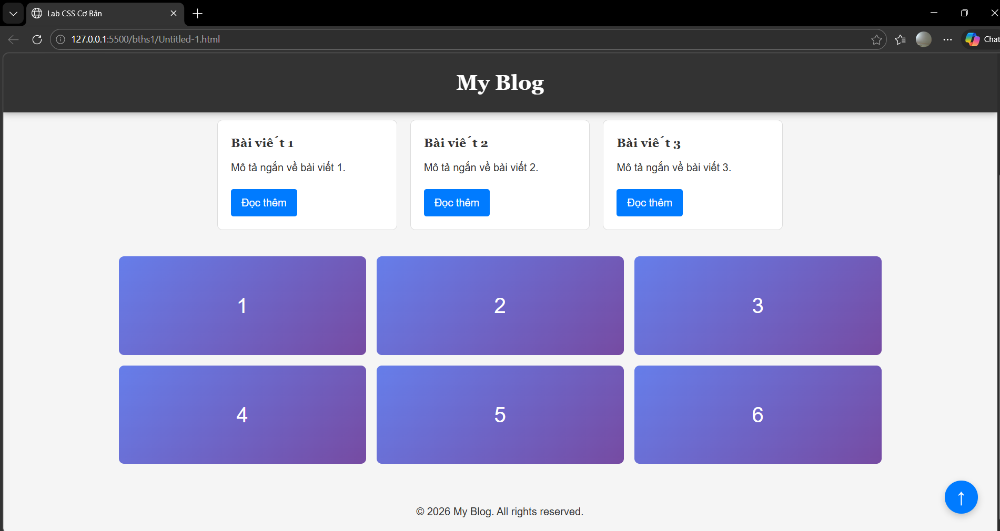 Lab CSS Cơ Bản
127.0.0.1:5500/bths1/Untitled-1.html
Chat
My Blog
Bài viết 1
Bài viết 2
Bài viết 3
Mô tả ngắn về bài viết 1.
Mô tả ngắn về bài viết 2.
Mô tả ngắn về bài viết 3.
Đọc thêm
Đọc thêm
Đọc thêm
1
2
3
4
5
6
↑
© 2026 My Blog. All rights reserved.